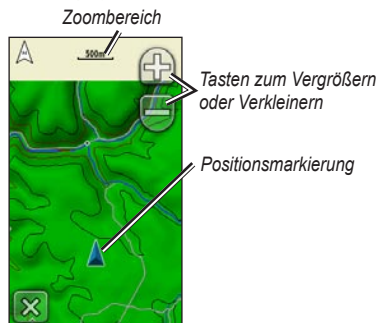 Zoombereich
500m
Tasten zum Vergrößern
oder Verkleinern
Positionsmarkierung